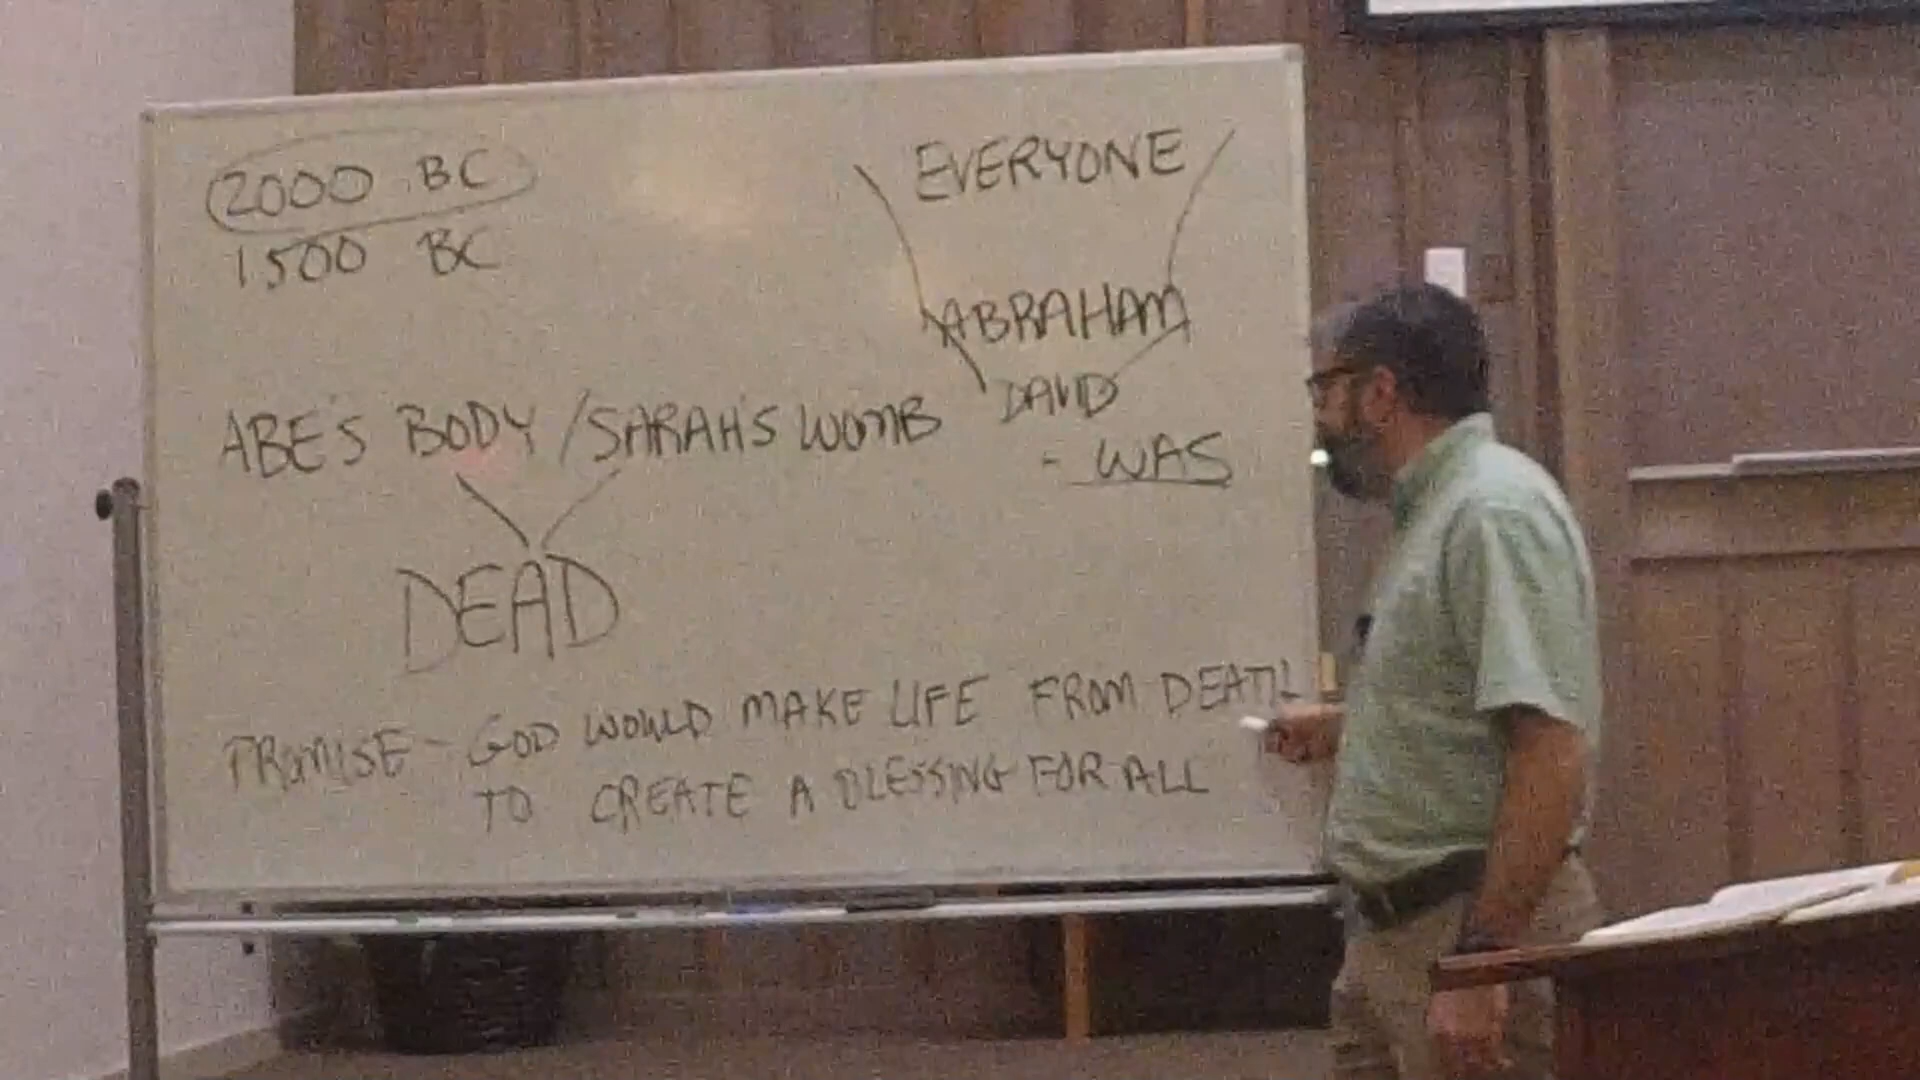 2000 BC
1500 BC
EVERYONE
ABRAHAM
DAVID
- WAS
ABE'S BODY / SARAH'S WOMB
DEAD
PROMISE - GOD WOULD MAKE LIFE FROM DEATH
TO CREATE A BLESSING FOR ALL